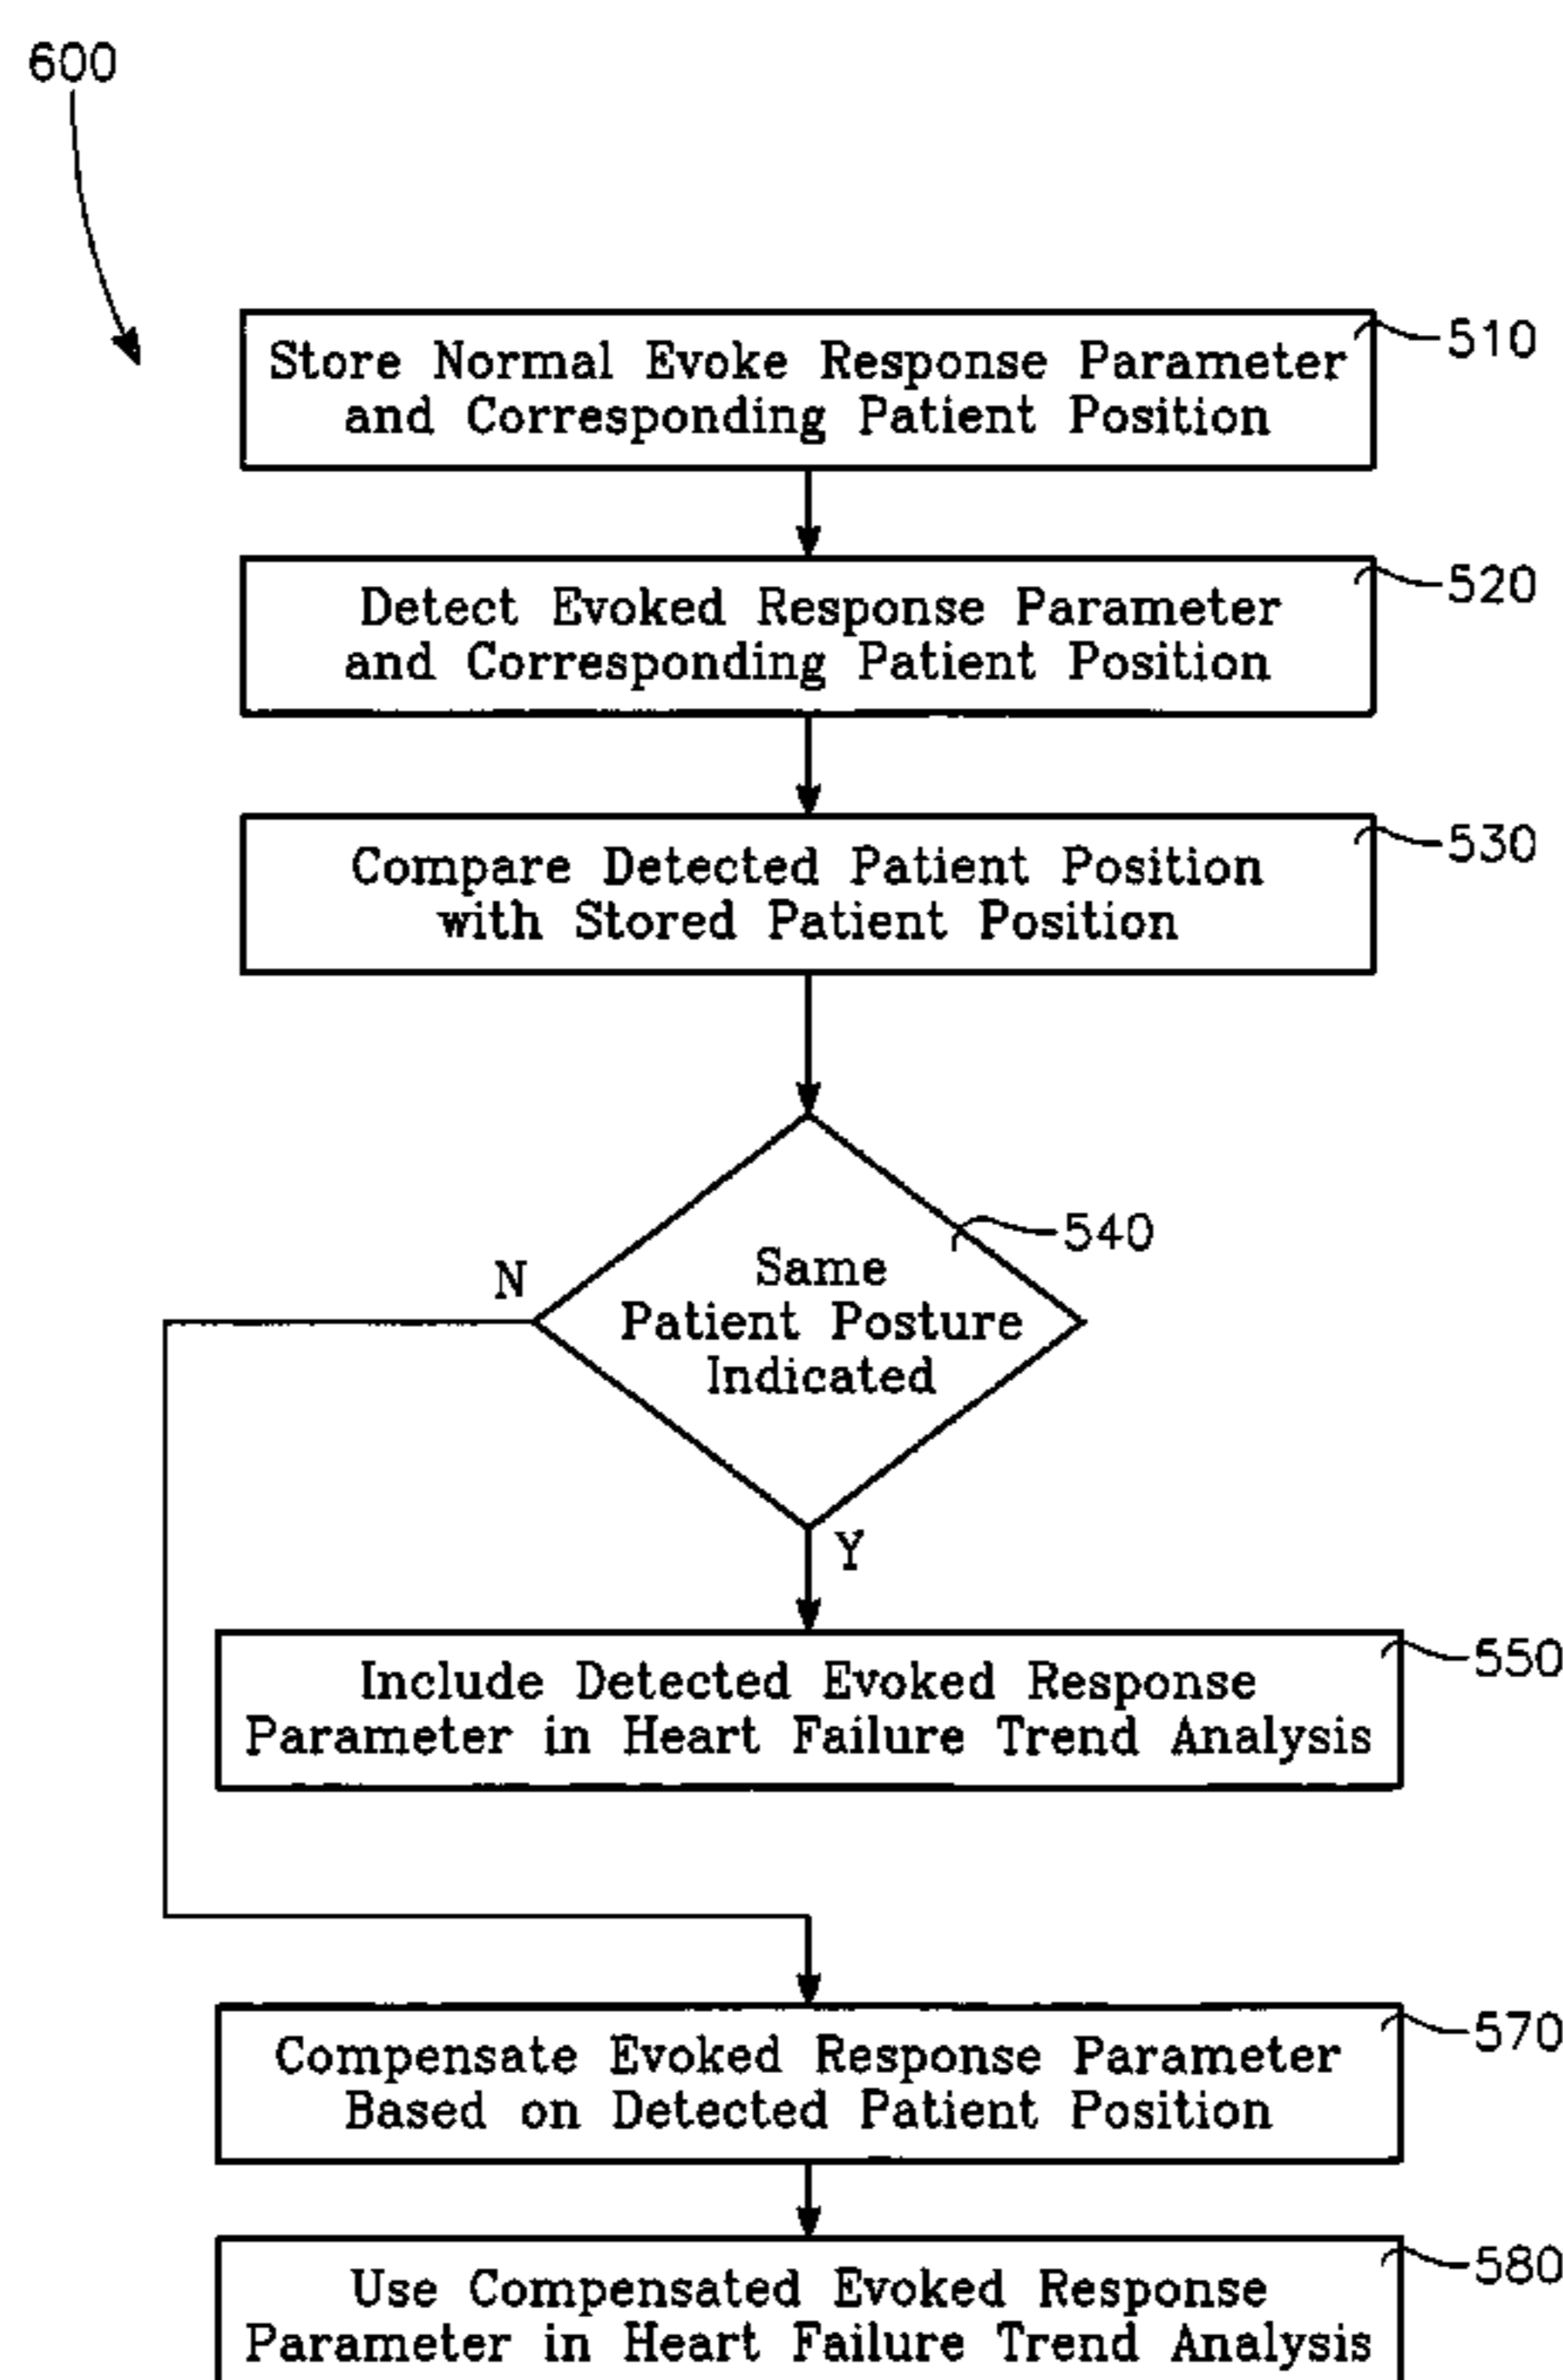 600
Store Normal Evoke Response Parameter
and Corresponding Patient Position
510
Detect Evoked Response Parameter
and Corresponding Patient Position
520
Compare Detected Patient Position
with Stored Patient Position
530
Same
Patient Posture
Indicated
540
N
Y
Include Detected Evoked Response
Parameter in Heart Failure Trend Analysis
550
Compensate Evoked Response Parameter
Based on Detected Patient Position
570
Use Compensated Evoked Response
Parameter in Heart Failure Trend Analysis
580